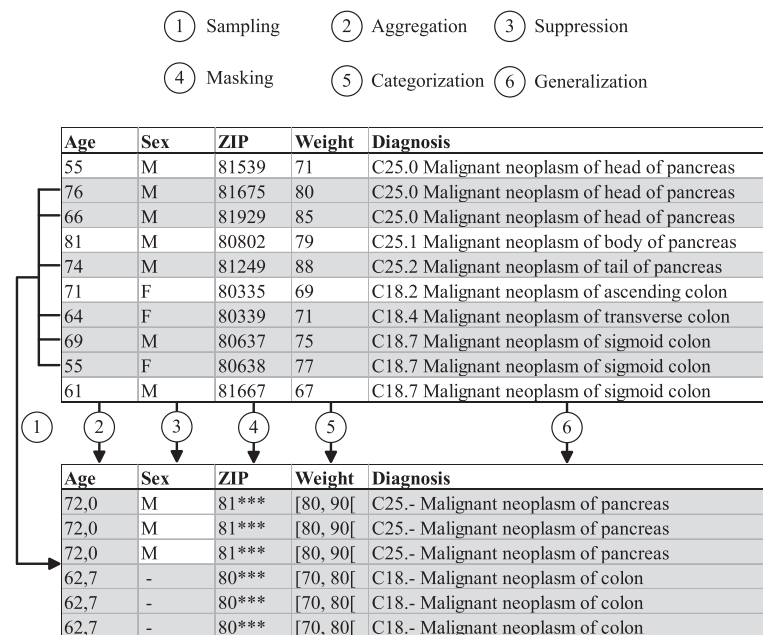 1 Sampling 2 Aggregation 3 Suppression
4 Masking 5 Categorization 6 Generalization
Age Sex ZIP Weight Diagnosis
55 M 81539 71 C25.0 Malignant neoplasm of head of pancreas
76 M 81675 80 C25.0 Malignant neoplasm of head of pancreas
66 M 81929 85 C25.0 Malignant neoplasm of head of pancreas
81 M 80802 79 C25.1 Malignant neoplasm of body of pancreas
74 M 81249 88 C25.2 Malignant neoplasm of tail of pancreas
71 F 80335 69 C18.2 Malignant neoplasm of ascending colon
64 F 80339 71 C18.4 Malignant neoplasm of transverse colon
69 M 80637 75 C18.7 Malignant neoplasm of sigmoid colon
55 F 80638 77 C18.7 Malignant neoplasm of sigmoid colon
61 M 81667 67 C18.7 Malignant neoplasm of sigmoid colon
1 2 3 4 5 6
Age Sex ZIP Weight Diagnosis
72,0 M 81*** [80, 90[ C25.- Malignant neoplasm of pancreas
72,0 M 81*** [80, 90[ C25.- Malignant neoplasm of pancreas
72,0 M 81*** [80, 90[ C25.- Malignant neoplasm of pancreas
62,7 - 80*** [70, 80[ C18.- Malignant neoplasm of colon
62,7 - 80*** [70, 80[ C18.- Malignant neoplasm of colon
62,7 - 80*** [70, 80[ C18.- Malignant neoplasm of colon